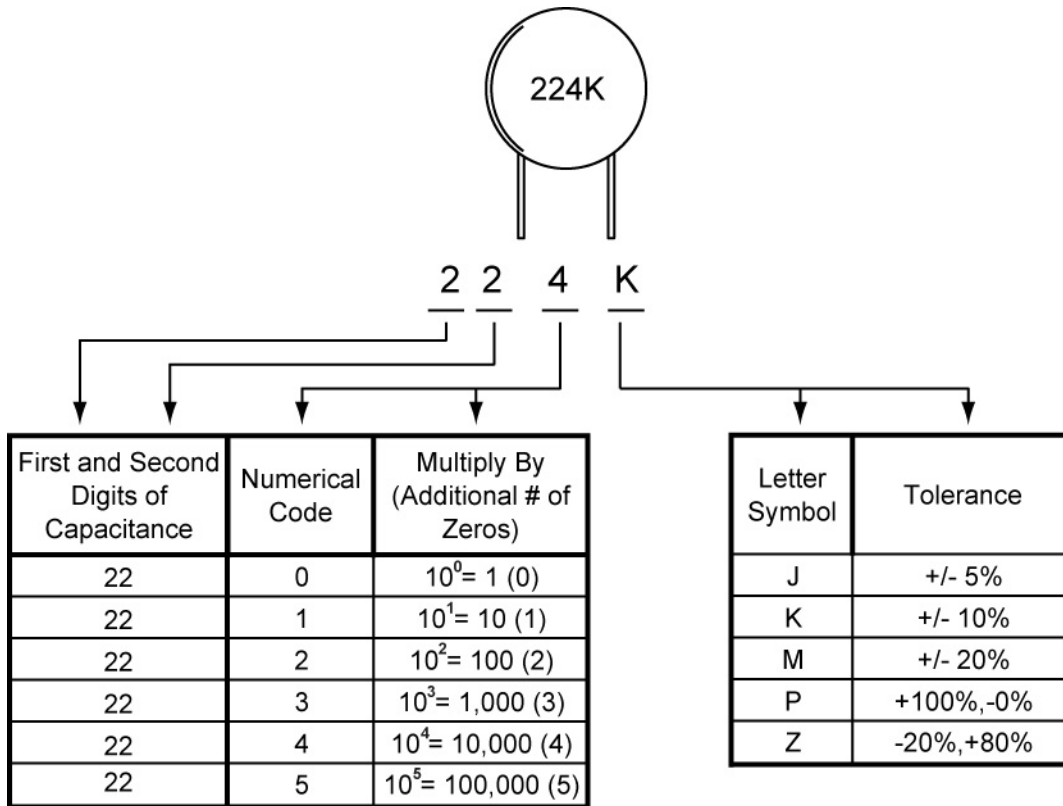 224K
2 2 4 K
First and Second
Digits of
Capacitance
Numerical
Code
Multiply By
(Additional # of
Zeros)
22 0 10⁰= 1 (0)
22 1 10¹= 10 (1)
22 2 10²= 100 (2)
22 3 10³= 1,000 (3)
22 4 10⁴= 10,000 (4)
22 5 10⁵= 100,000 (5)
Letter
Symbol
Tolerance
J +/- 5%
K +/- 10%
M +/- 20%
P +100%,-0%
Z -20%,+80%